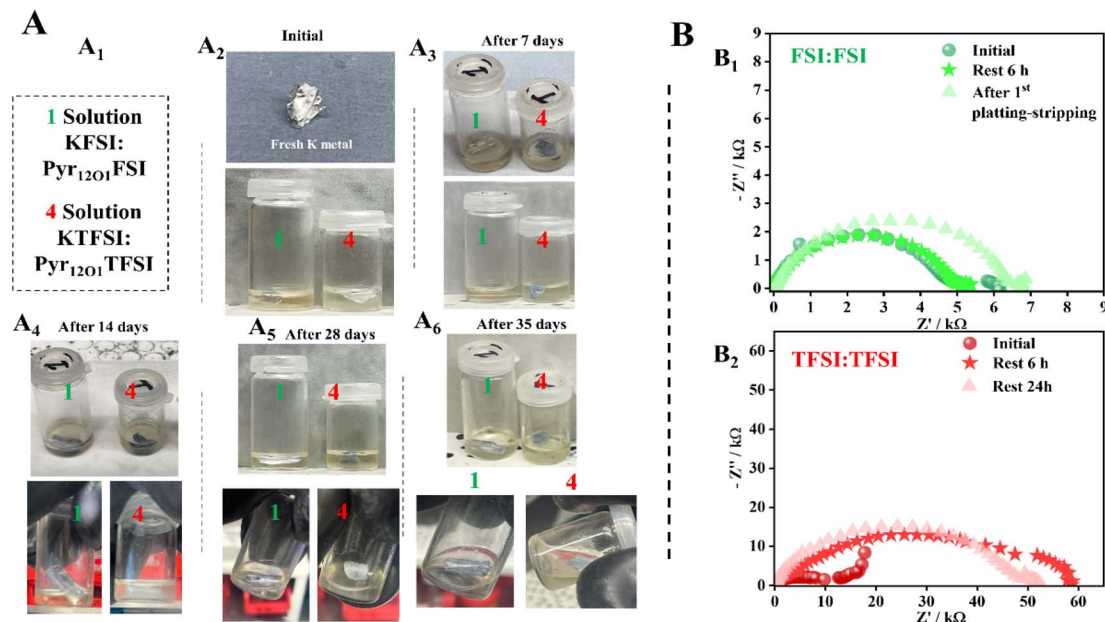 A
A₁
1 Solution
KFSI:
Pyr₁₂O₁FSI
4 Solution
KTFSI:
Pyr₁₂O₁TFSI
A₂
Initial
Fresh K metal
1
4
A₃
After 7 days
1
4
1
4
A₄
After 14 days
1
4
1
4
A₅
After 28 days
1
4
1
4
A₆
After 35 days
1
4
1
4
B
B₁
FSI:FSI
Initial
Rest 6 h
After 1ˢᵗ
platting-stripping
- Z'' / kΩ
9
8
7
6
5
4
3
2
1
0
0 1 2 3 4 5 6 7 8 9
Z' / kΩ
B₂
TFSI:TFSI
Initial
Rest 6 h
Rest 24h
- Z'' / kΩ
60
50
40
30
20
10
0
0 10 20 30 40 50 60
Z' / kΩ